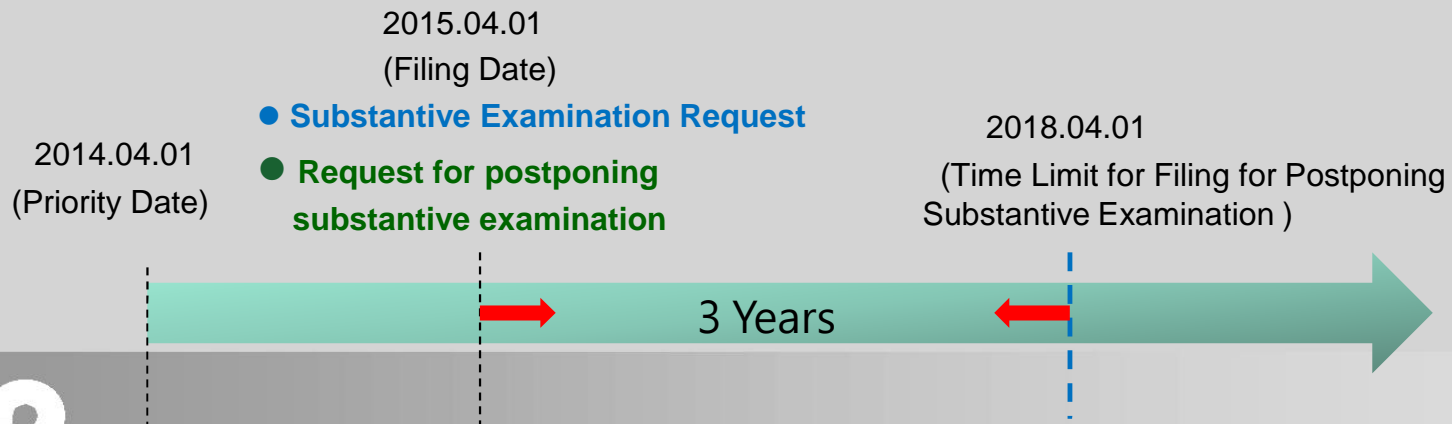 2015.04.01
(Filing Date)
● Substantive Examination Request
● Request for postponing
substantive examination
2014.04.01
(Priority Date)
2018.04.01
(Time Limit for Filing for Postponing
Substantive Examination )
3 Years